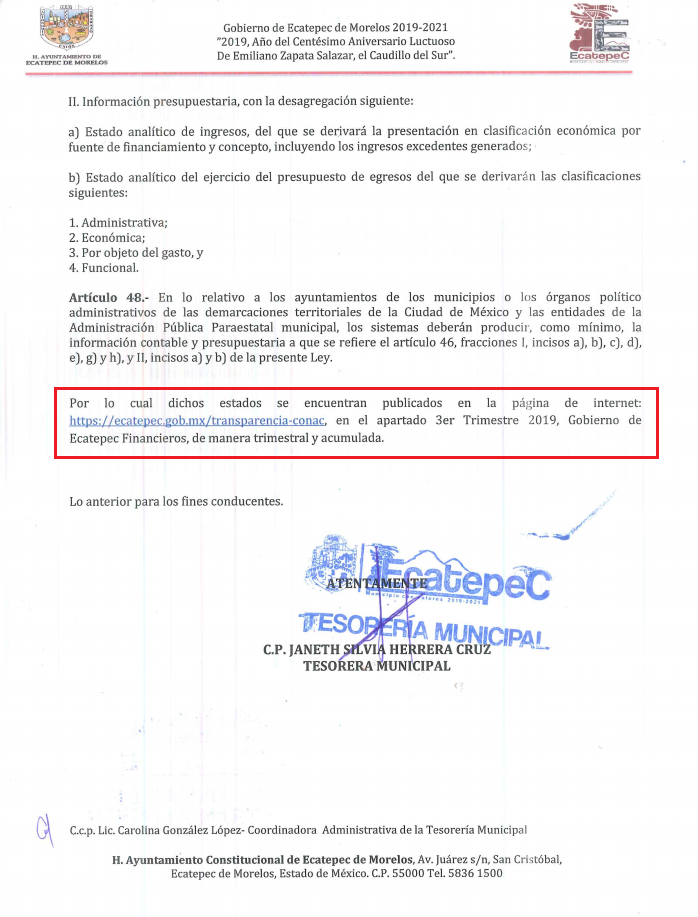 H. AYUNTAMIENTO DE
ECATEPEC DE MORELOS
Gobierno de Ecatepec de Morelos 2019-2021
"2019, Año del Centésimo Aniversario Luctuoso
De Emiliano Zapata Salazar, el Caudillo del Sur".
E
EcatepeC
II. Información presupuestaria, con la desagregación siguiente:
a) Estado analítico de ingresos, del que se derivará la presentación en clasificación económica por
fuente de financiamiento y concepto, incluyendo los ingresos excedentes generados;
b) Estado analítico del ejercicio del presupuesto de egresos del que se derivarán las clasificaciones
siguientes:
1. Administrativa;
2. Económica;
3. Por objeto del gasto, y
4. Funcional.
Artículo 48.- En lo relativo a los ayuntamientos de los municipios o los órganos político
administrativos de las demarcaciones territoriales de la Ciudad de México y las entidades de la
Administración Pública Paraestatal municipal, los sistemas deberán producir, como mínimo, la
información contable y presupuestaria a que se refiere el artículo 46, fracciones I, incisos a), b), c), d),
e), g) y h), y II, incisos a) y b) de la presente Ley.
Por lo cual dichos estados se encuentran publicados en la página de internet:
https://ecatepec.gob.mx/transparencia-conac, en el apartado 3er Trimestre 2019, Gobierno de
Ecatepec Financieros, de manera trimestral y acumulada.
Lo anterior para los fines conducentes.
EcatepeC
ATENTAMENTE
2019-2021
TESORERÍA MUNICIPAL
C.P. JANETH SILVIA HERRERA CRUZ
TESORERA MUNICIPAL
C.c.p. Lic. Carolina González López- Coordinadora Administrativa de la Tesorería Municipal
H. Ayuntamiento Constitucional de Ecatepec de Morelos, Av. Juárez s/n, San Cristóbal,
Ecatepec de Morelos, Estado de México. C.P. 55000 Tel. 5836 1500